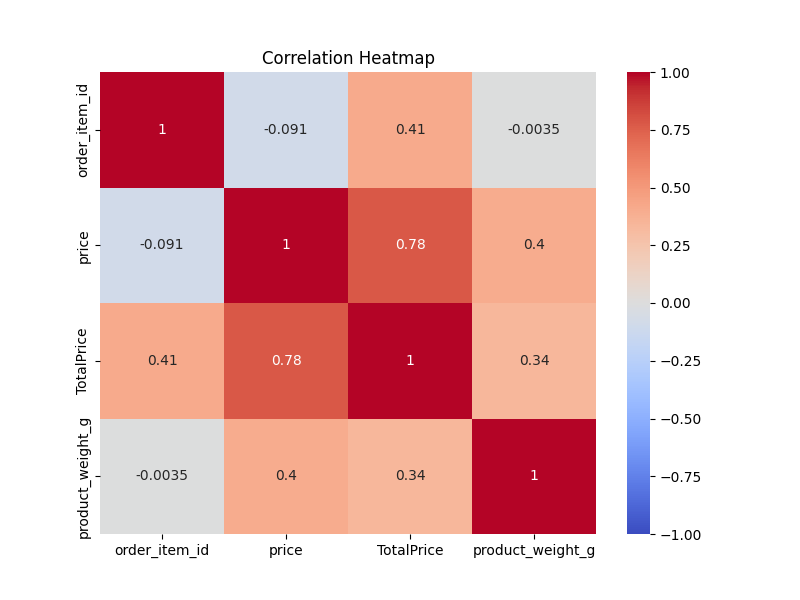 Correlation Heatmap
order_item_id
1
-0.091
0.41
-0.0035
price
-0.091
1
0.78
0.4
TotalPrice
0.41
0.78
1
0.34
product_weight_g
-0.0035
0.4
0.34
1
order_item_id
price
TotalPrice
product_weight_g
1.00
0.75
0.50
0.25
0.00
−0.25
−0.50
−0.75
−1.00